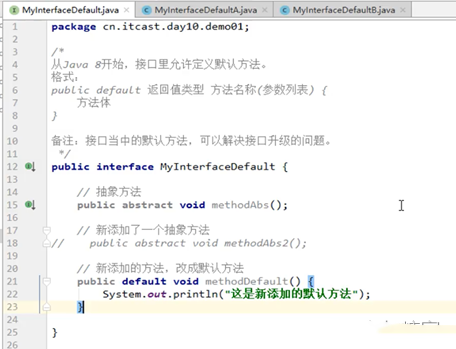 MyInterfaceDefault.java × MyInterfaceDefaultA.java × MyInterfaceDefaultB.java ×
1 package cn.itcast.day10.demo01;
2
3 /*
4 从Java 8开始，接口里允许定义默认方法。
5 格式：
6 public default 返回值类型 方法名称(参数列表) {
7 方法体
8 }
9
10 备注：接口当中的默认方法，可以解决接口升级的问题。
11 */
12 public interface MyInterfaceDefault {
13
14 // 抽象方法
15 public abstract void methodAbs();
16
17 // 新添加了一个抽象方法
18 // public abstract void methodAbs2();
19
20 // 新添加的方法，改成默认方法
21 public default void methodDefault() {
22 System.out.println("这是新添加的默认方法");
23 }
24
25 }
26